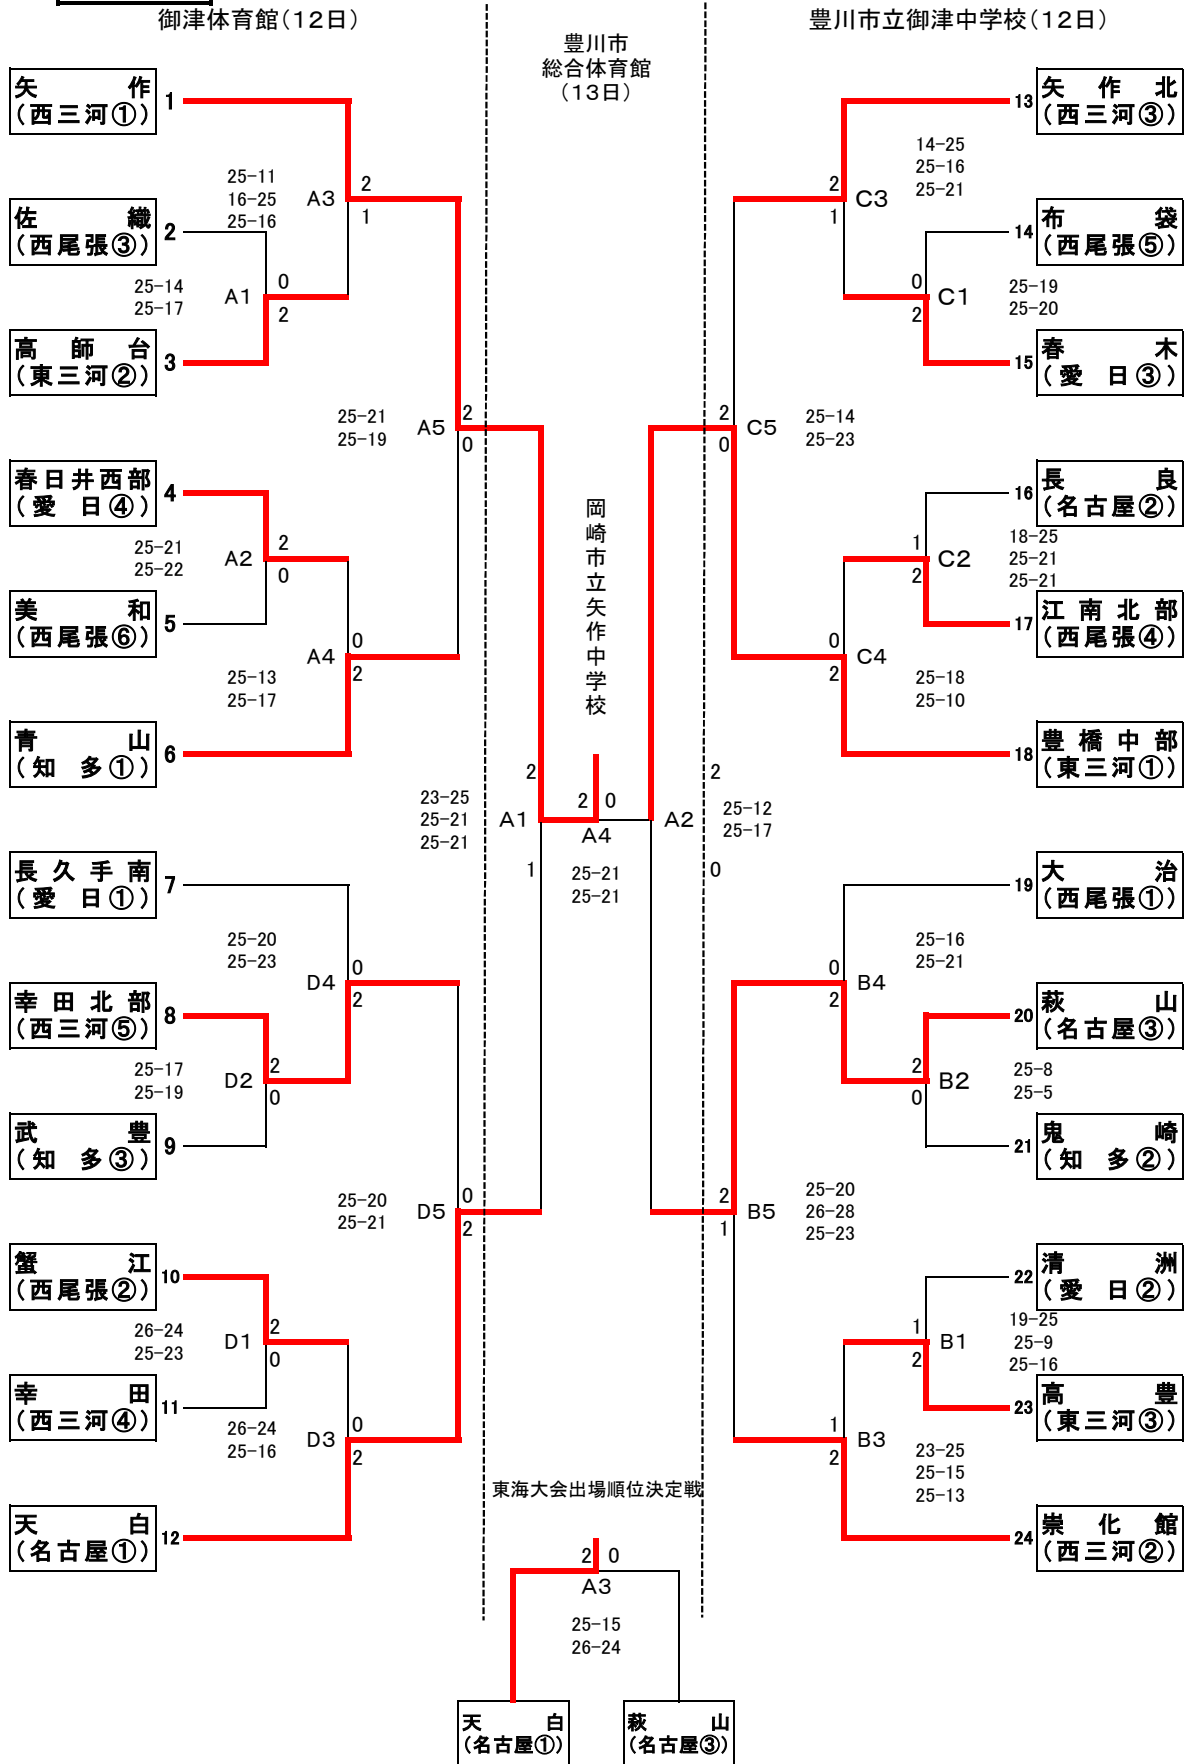 御津体育館(12日)
豊川市
総合体育館
(13日)
豊川市立御津中学校(12日)
矢作
(西三河①)
1
佐織
(西尾張③)
2
高師台
(東三河②)
3
春日井西部
(愛日④)
4
美和
(西尾張⑥)
5
青山
(知多①)
6
長久手南
(愛日①)
7
幸田北部
(西三河⑤)
8
武豊
(知多③)
9
蟹江
(西尾張②)
10
幸田
(西三河④)
11
天白
(名古屋①)
12
25-11
16-25
25-16
A3
2
1
25-14
25-17
A1
0
2
25-21
25-19
A5
2
0
25-21
25-22
A2
2
0
25-13
25-17
A4
0
2
25-20
25-23
D4
0
2
25-17
25-19
D2
2
0
25-20
25-21
D5
0
2
26-24
25-23
D1
2
0
26-24
25-16
D3
0
2
岡崎市立矢作中学校
23-25
25-21
25-21
A1
2
1
2 0
A4
25-21
25-21
A2
2
0
25-12
25-17
13
矢作北
(西三河③)
14
布袋
(西尾張⑤)
15
春木
(愛日③)
16
長良
(名古屋②)
17
江南北部
(西尾張④)
18
豊橋中部
(東三河①)
19
大治
(西尾張①)
20
萩山
(名古屋③)
21
鬼崎
(知多②)
22
清洲
(愛日②)
23
高豊
(東三河③)
24
崇化館
(西三河②)
14-25
25-16
25-21
2
1
C3
0
2
C1
25-19
25-20
2
0
C5
25-14
25-23
1
2
C2
18-25
25-21
25-21
0
2
C4
25-18
25-10
25-16
25-21
0
2
B4
2
0
B2
25-8
25-5
2
1
B5
25-20
26-28
25-23
1
2
B1
19-25
25-9
25-16
1
2
B3
23-25
25-15
25-13
東海大会出場順位決定戦
2 0
A3
25-15
26-24
天白
(名古屋①)
萩山
(名古屋③)